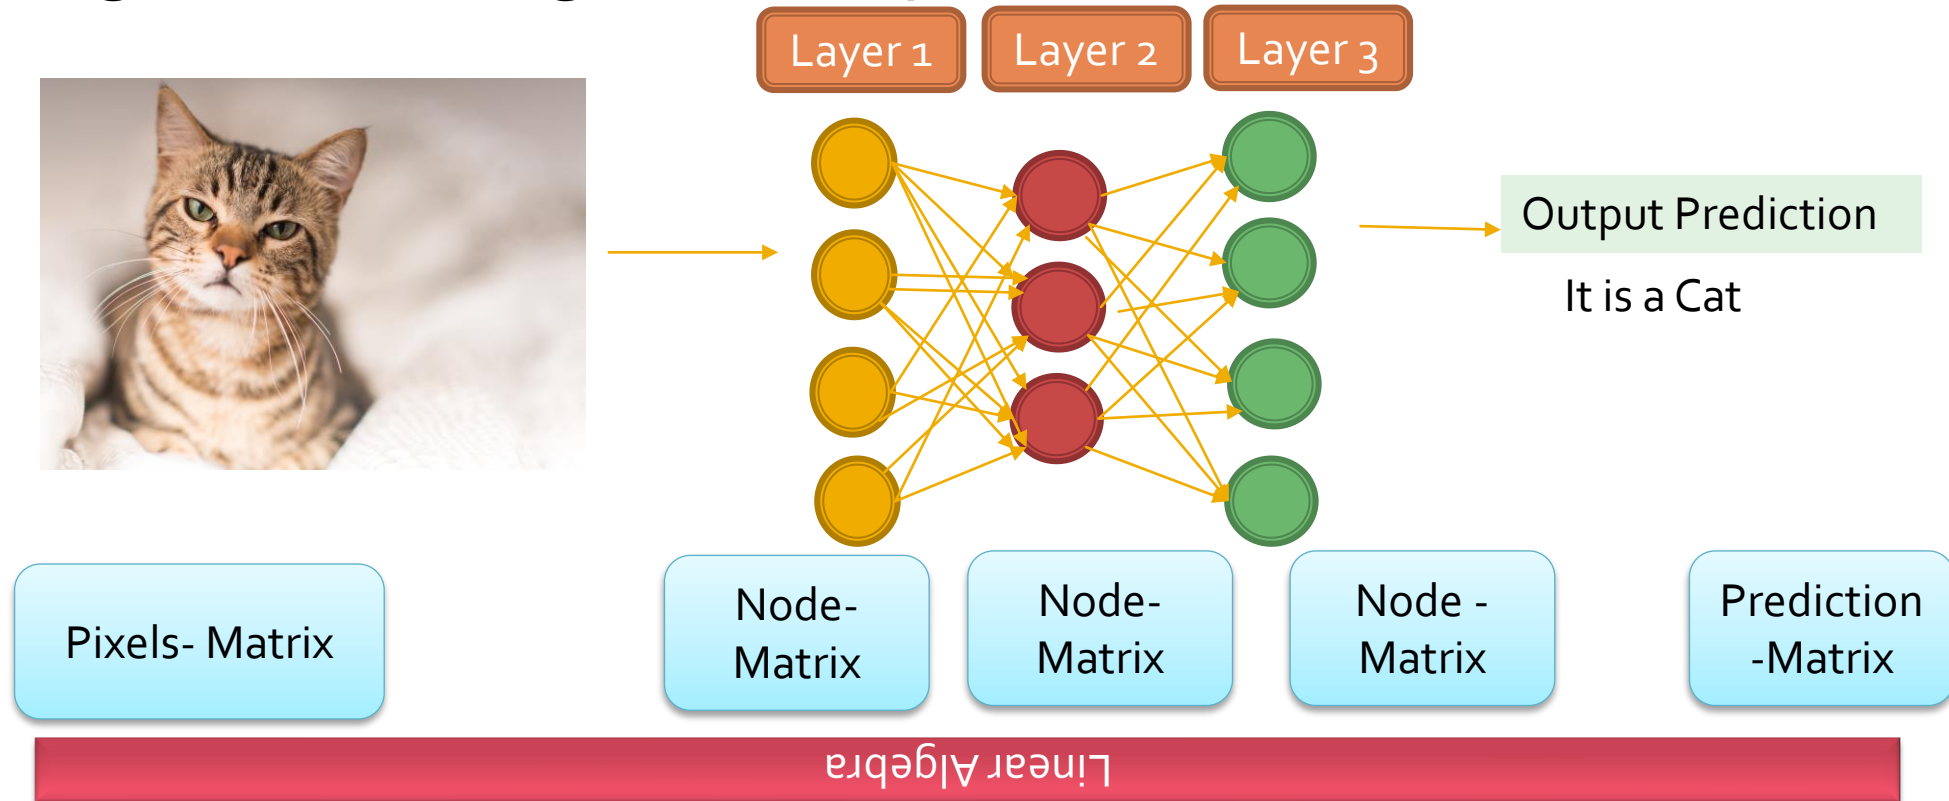 Layer 1
Layer 2
Layer 3
Output Prediction
It is a Cat
Pixels- Matrix
Node-
Matrix
Node-
Matrix
Node -
Matrix
Prediction
-Matrix
Linear Algebra